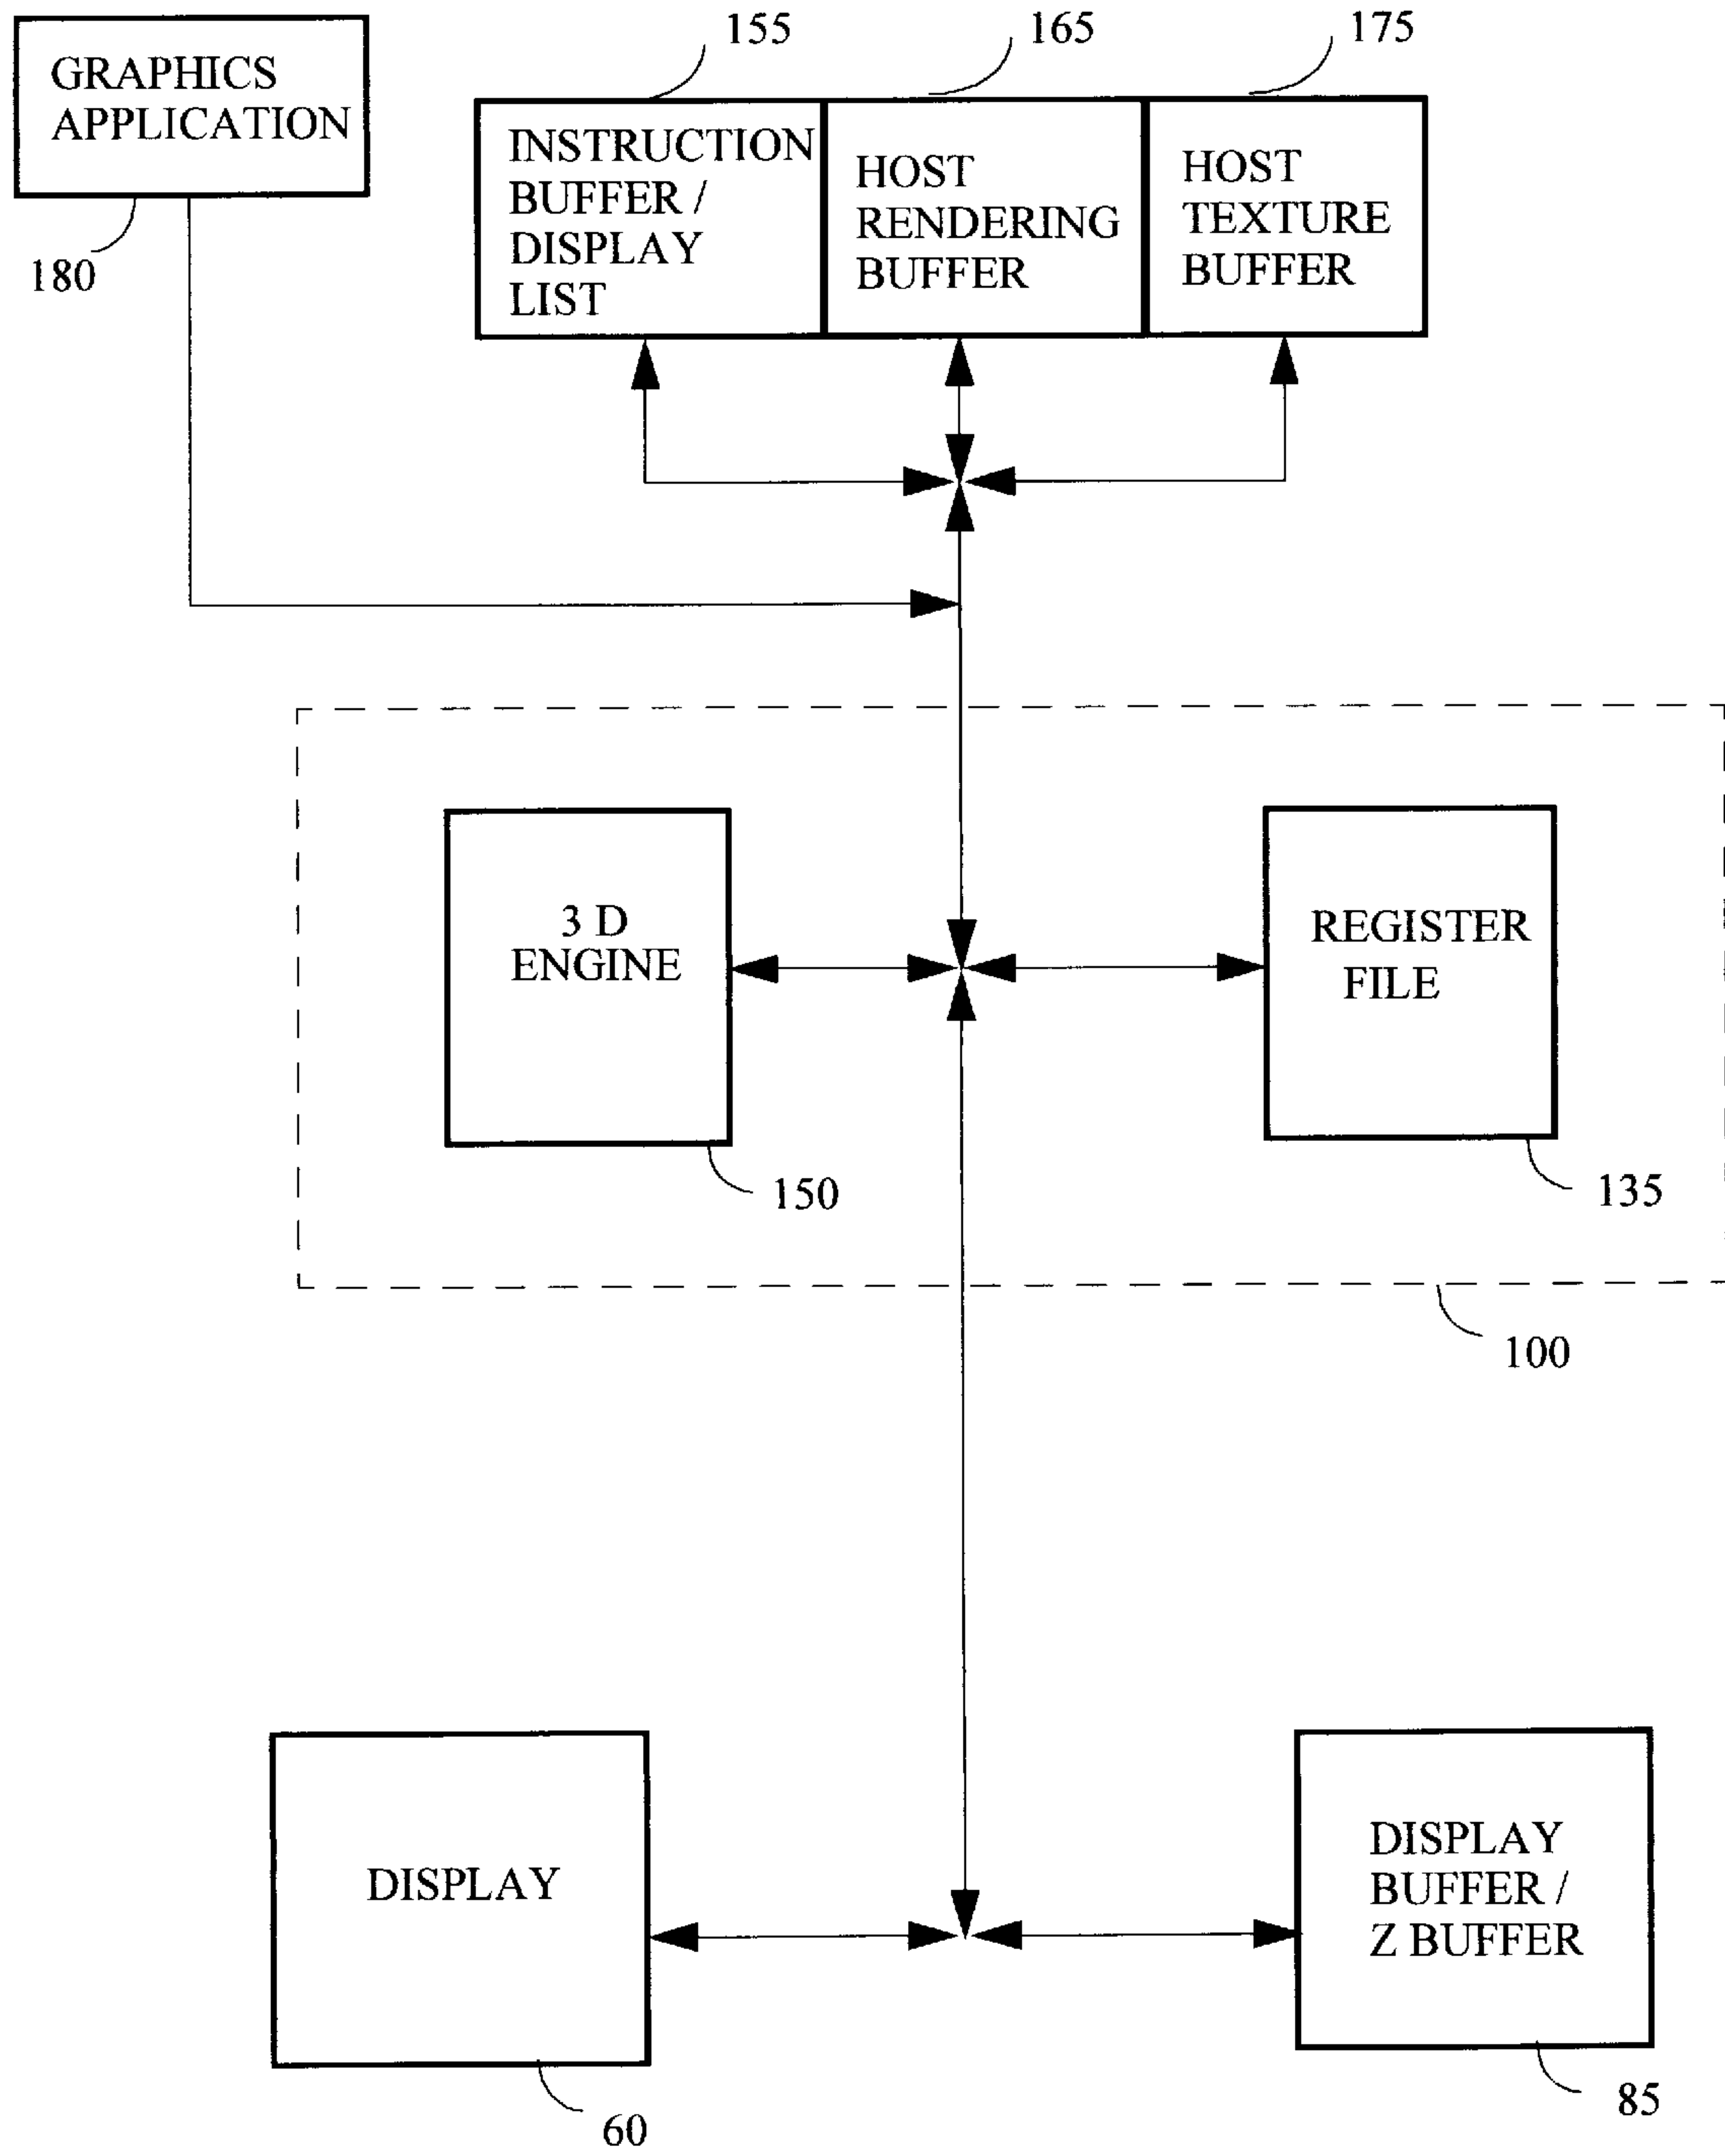 GRAPHICS
APPLICATION
180
155
165
175
INSTRUCTION
BUFFER /
DISPLAY
LIST
HOST
RENDERING
BUFFER
HOST
TEXTURE
BUFFER
3 D
ENGINE
150
REGISTER
FILE
135
100
DISPLAY
60
DISPLAY
BUFFER /
Z BUFFER
85